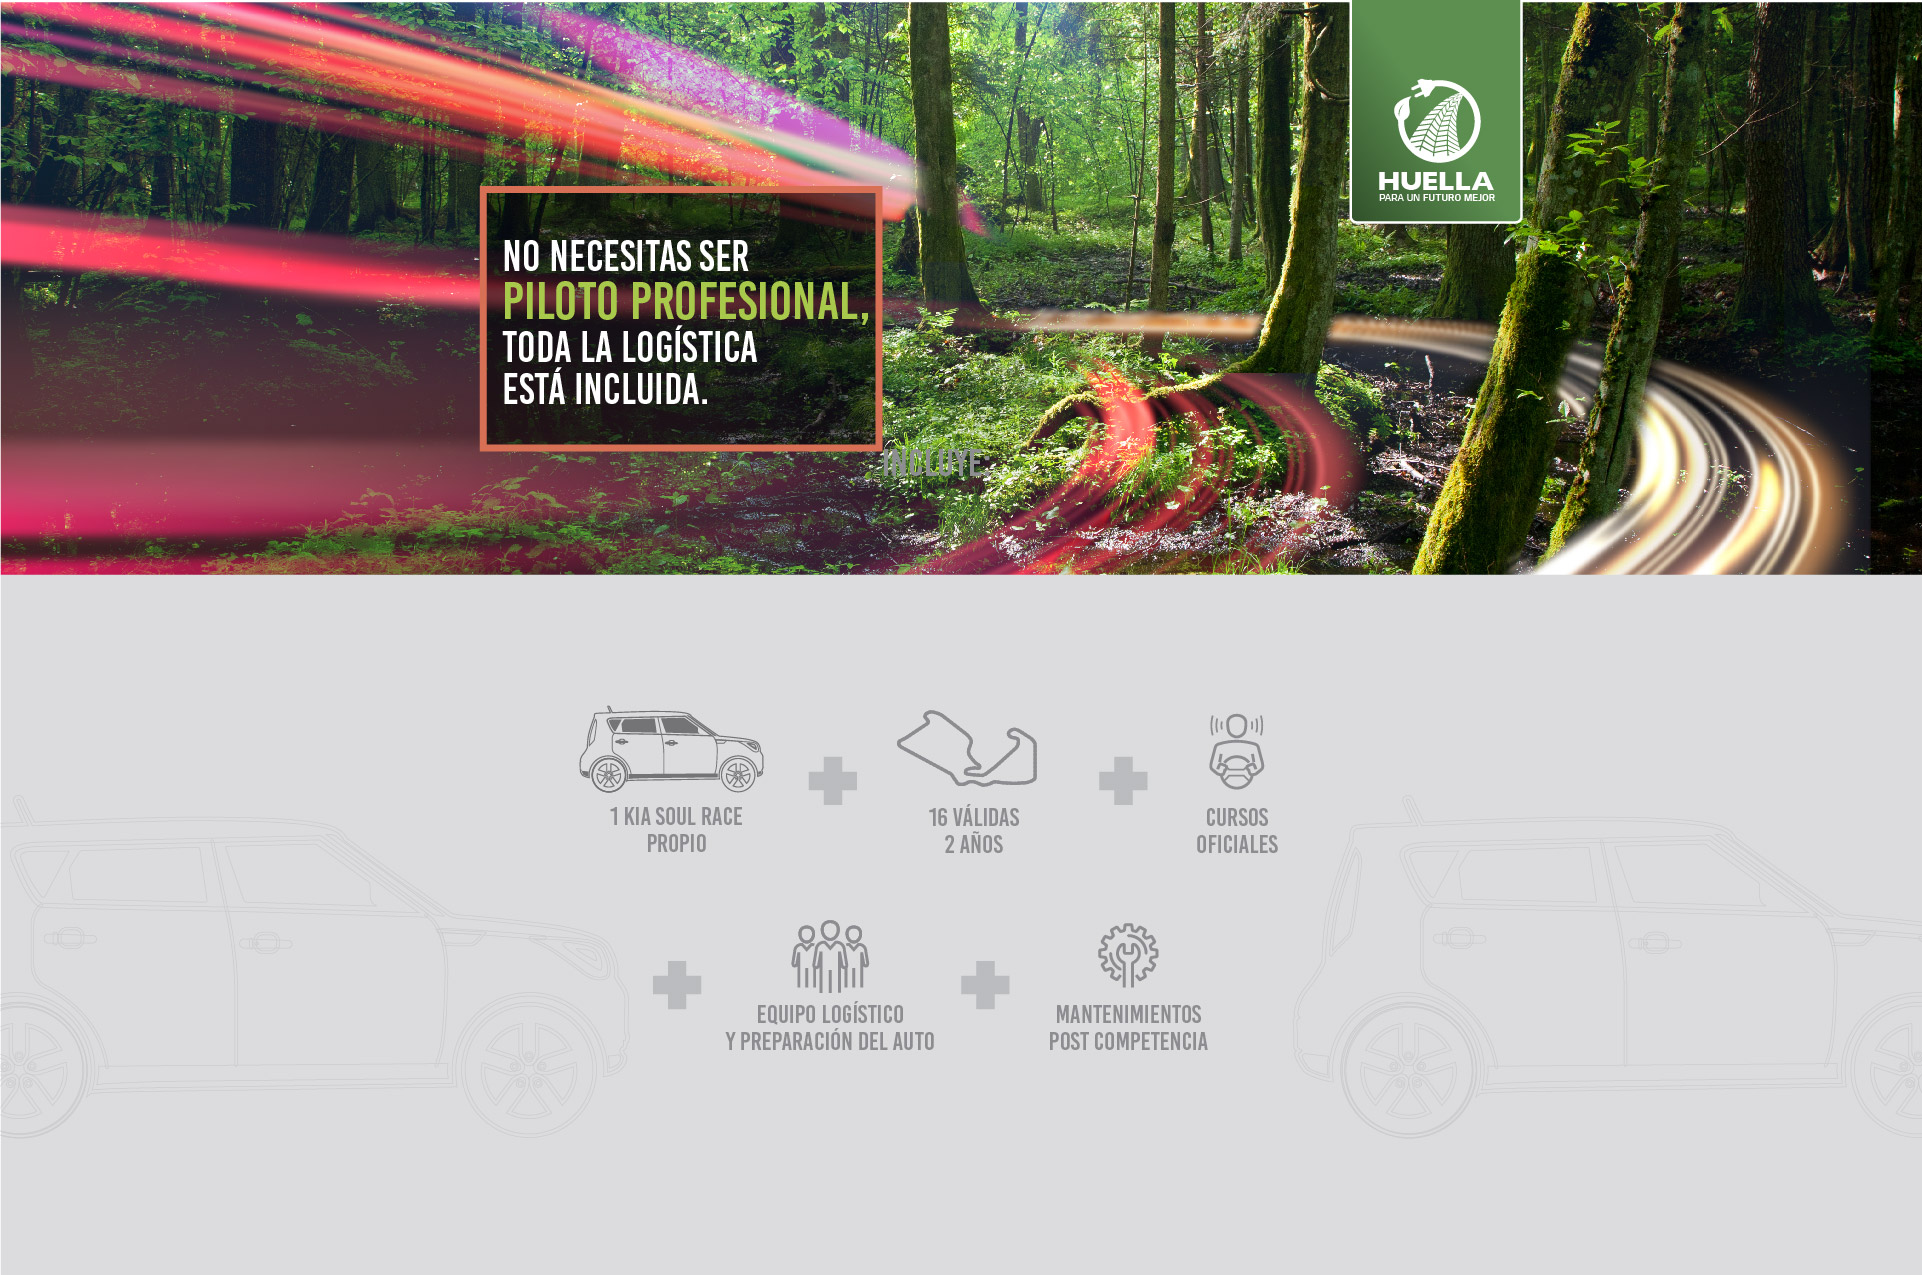 HUELLA
PARA UN FUTURO MEJOR
NO NECESITAS SER
PILOTO PROFESIONAL,
TODA LA LOGÍSTICA
ESTÁ INCLUIDA.
INCLUYE:
1 KIA SOUL RACE
PROPIO
16 VÁLIDAS
2 AÑOS
CURSOS
OFICIALES
EQUIPO LOGÍSTICO
Y PREPARACIÓN DEL AUTO
MANTENIMIENTOS
POST COMPETENCIA